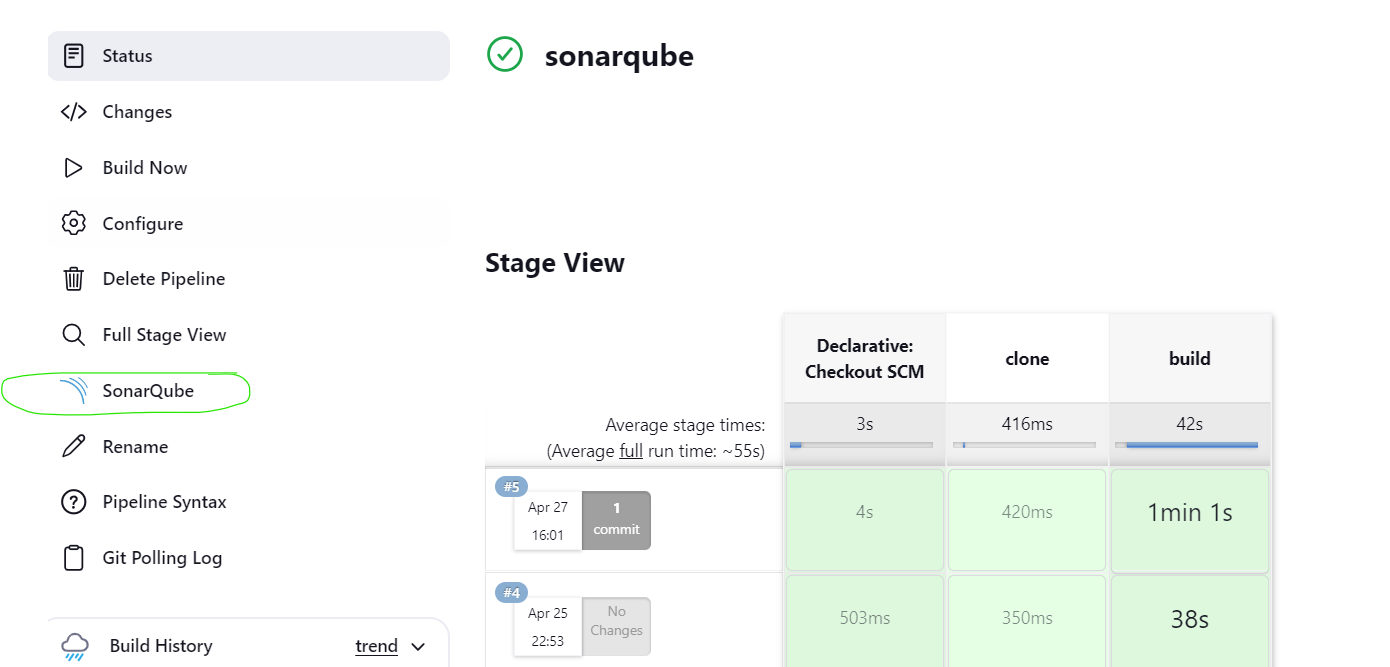 Status
Changes
Build Now
Configure
Delete Pipeline
Full Stage View
SonarQube
Rename
Pipeline Syntax
Git Polling Log
Build History
trend
sonarqube
Stage View
Declarative:
Checkout SCM
clone
build
Average stage times:
(Average full run time: ~55s)
3s
416ms
42s
#5
Apr 27
16:01
1
commit
4s
420ms
1min 1s
#4
Apr 25
22:53
No
Changes
503ms
350ms
38s